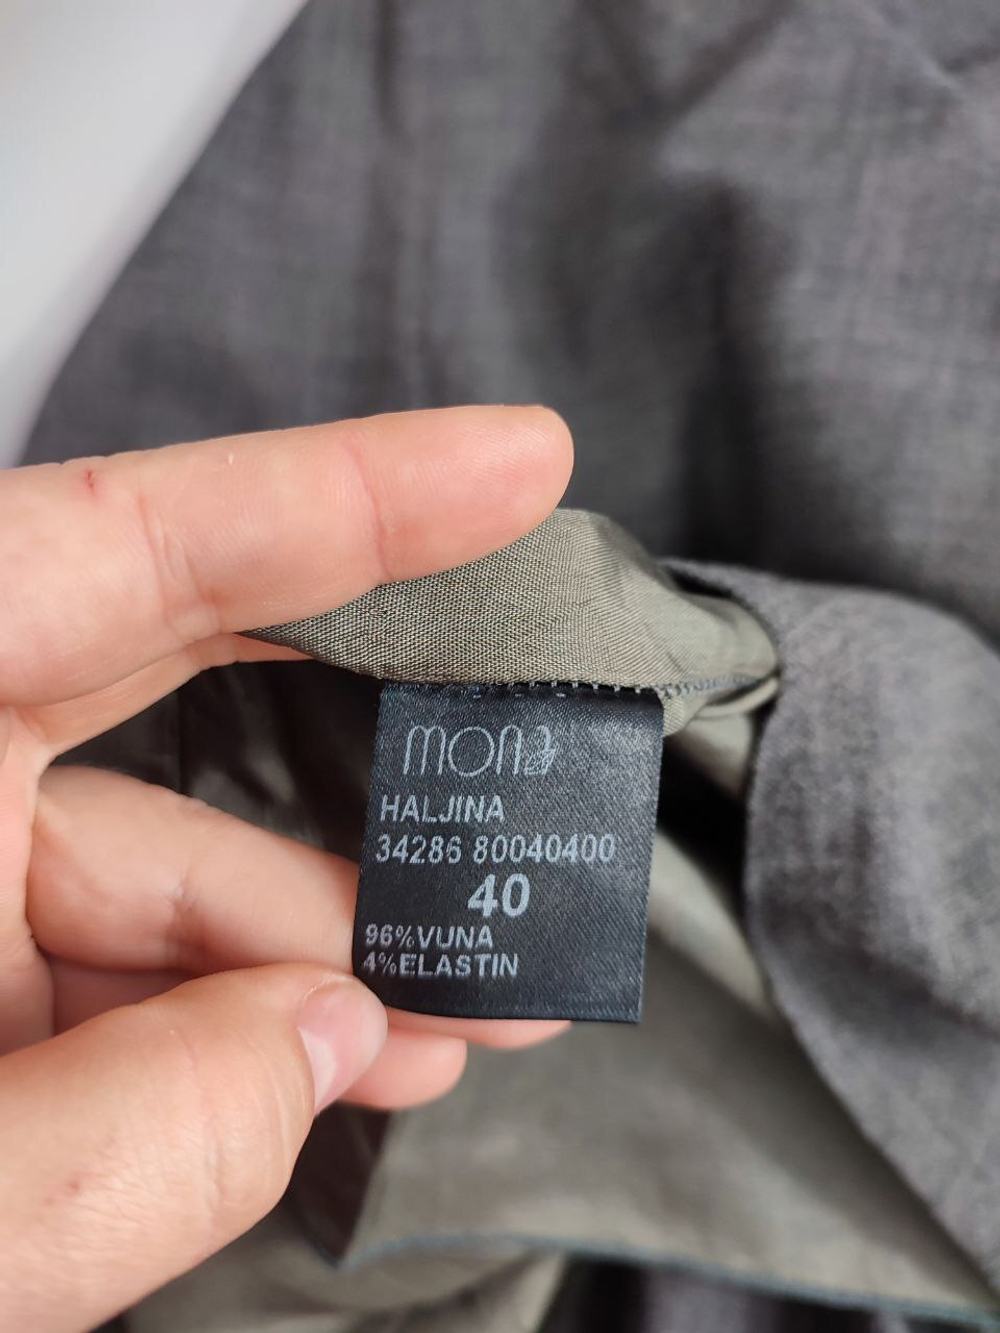 mona
HALJINA
34286 80040400
40
96%VUNA
4%ELASTIN